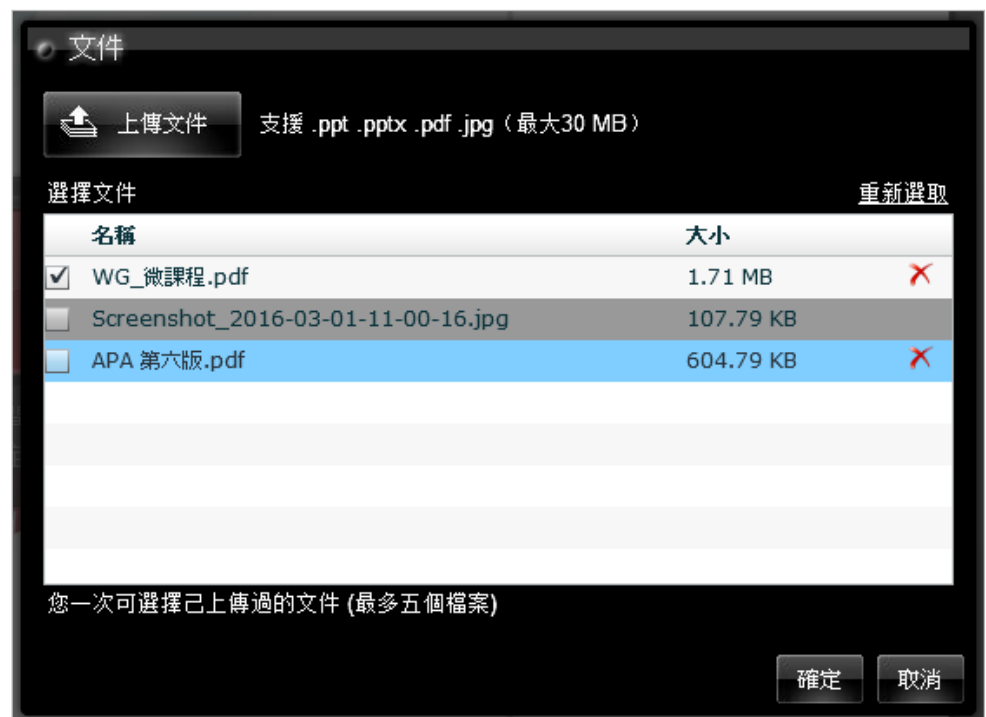 文件
上傳文件 支援 .ppt .pptx .pdf .jpg（最大30 MB）
選擇文件 重新選取
名稱 大小
WG_微課程.pdf 1.71 MB
Screenshot_2016-03-01-11-00-16.jpg 107.79 KB
APA 第六版.pdf 604.79 KB
您一次可選擇己上傳過的文件 (最多五個檔案)
確定 取消